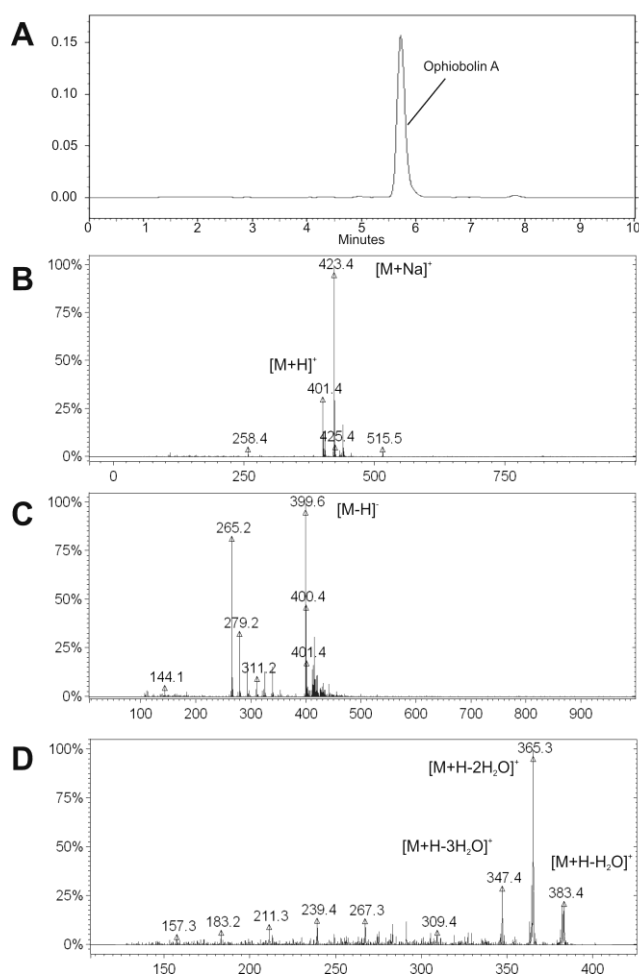 A
0.15
Ophiobolin A
0.10
0.05
0.00
0 1 2 3 4 5 6 7 8 9 10
Minutes
B
100%
423.4
[M+Na]⁺
75%
50%
[M+H]⁺
401.4
25%
258.4
425.4
515.5
0%
0 250 500 750
C
100%
399.6
[M-H]⁻
265.2
75%
50%
400.4
279.2
25%
401.4
311.2
144.1
0%
100 200 300 400 500 600 700 800 900
D
100%
365.3
[M+H-2H₂O]⁺
75%
50%
[M+H-3H₂O]⁺
[M+H-H₂O]⁺
347.4
25%
383.4
157.3 183.2 211.3 239.4 267.3 309.4
0%
150 200 250 300 350 400